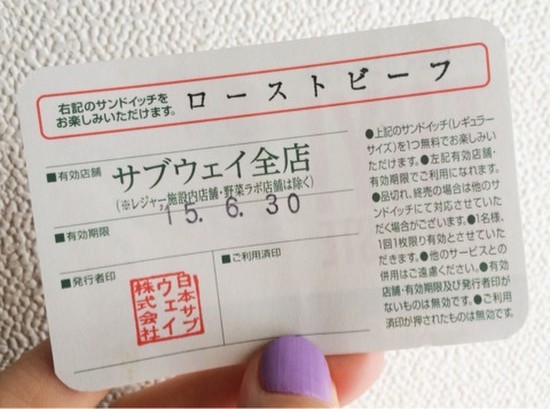 右記のサンドイッチを
お楽しみいただけます。
ローストビーフ
■有効店舗
サブウェイ全店
(※レジャー施設内店舗・野菜ラボ店舗は除く)
'15. 6. 30
■有効期限
■発行者印
日本サブ
ウェイ
株式会社
■ご利用済印
●上記のサンドイッチ(レギュラー
サイズ)を1つ無料でお楽しみい
ただけます。●左記有効店舗・
有効期限でご利用になれます。
●品切れ、終売の場合は他のサ
ンドイッチにて対応させていた
だく場合がございます。●1名様、
1回1枚限り有効とさせていた
だきます。●他のサービスとの
併用はご遠慮ください。●有効
店舗・有効期限及び発行者印が
ないものは無効です。●ご利用
済印が押されたものは無効です。